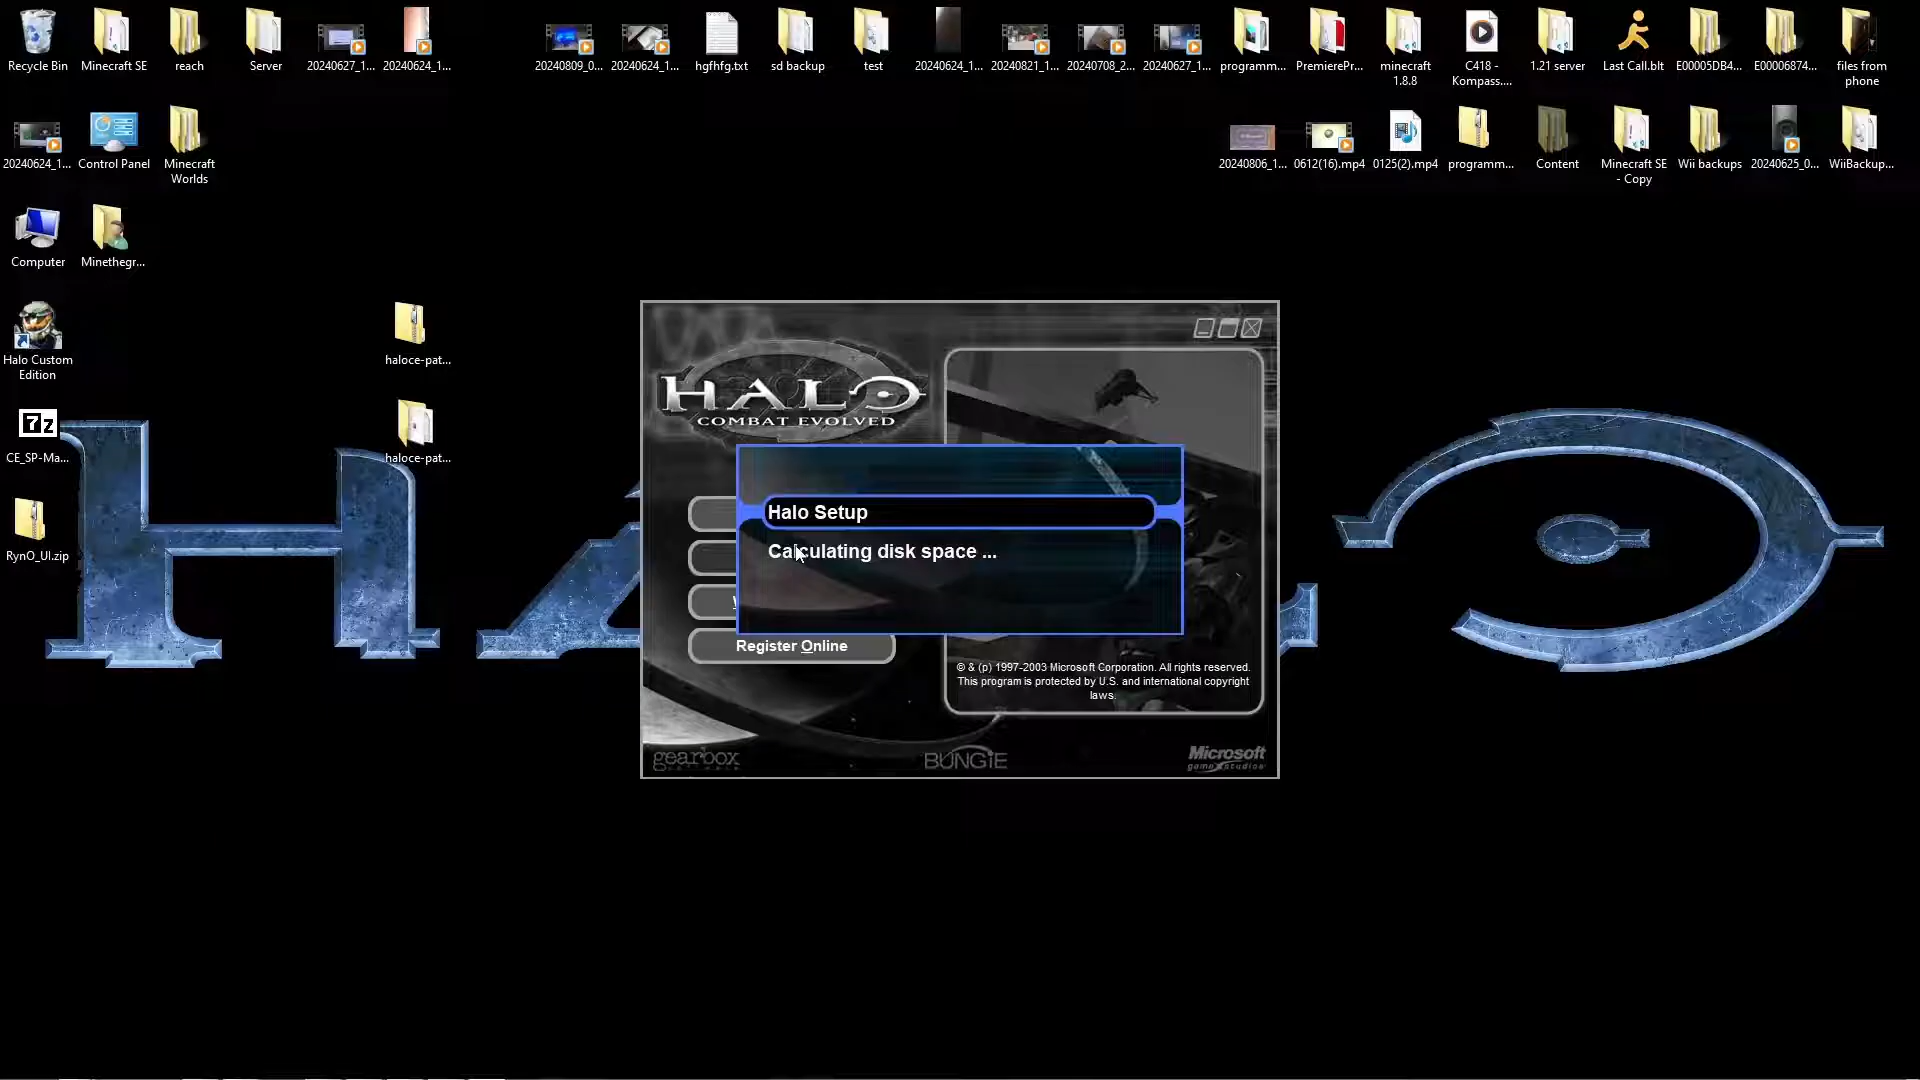 Recycle Bin
Minecraft SE
reach
Server
20240627_1...
20240624_1...
20240809_0...
20240624_1...
hgfhfg.txt
sd backup
test
20240624_1...
20240821_1...
20240708_2...
20240627_1...
programm...
PremierePr...
minecraft
1.8.8
C418 -
Kompass....
1.21 server
Last Call.blt
E00005DB4...
E00006874...
files from
phone
20240624_1...
Control Panel
Minecraft
Worlds
20240806_1...
0612(16).mp4
0125(2).mp4
programm...
Content
Minecraft SE
- Copy
Wii backups
20240625_0...
WiiBackup...
Computer
Minethegr...
Halo Custom
Edition
haloce-pat...
7z
CE_SP-Ma...
haloce-pat...
RynO_UI.zip
HALO
COMBAT EVOLVED
Halo Setup
Calculating disk space ...
Register Online
© & (p) 1997-2003 Microsoft Corporation. All rights reserved.
This program is protected by U.S. and international copyright
laws.
gearbox
BUNGiE
Microsoft
game studios